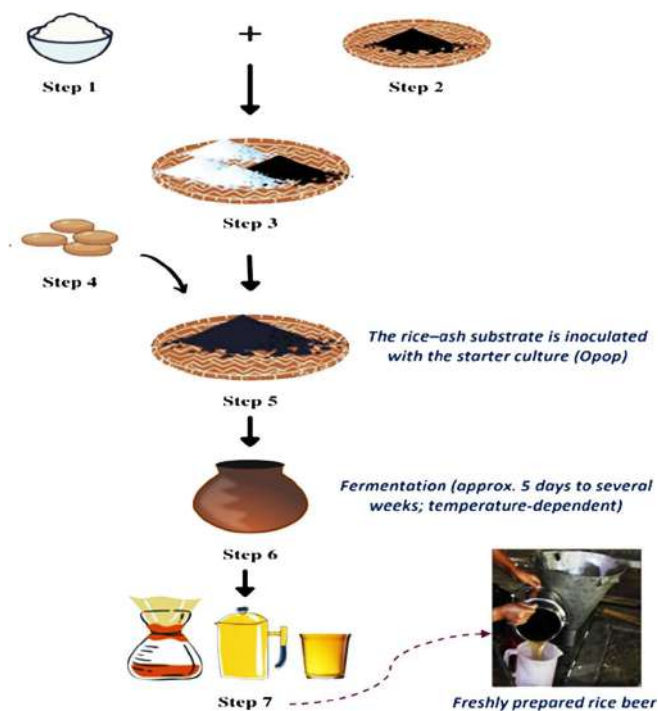 +
Step 1
Step 2
Step 3
Step 4
The rice–ash substrate is inoculated
with the starter culture (Opop)
Step 5
Fermentation (approx. 5 days to several
weeks; temperature-dependent)
Step 6
Step 7
Freshly prepared rice beer